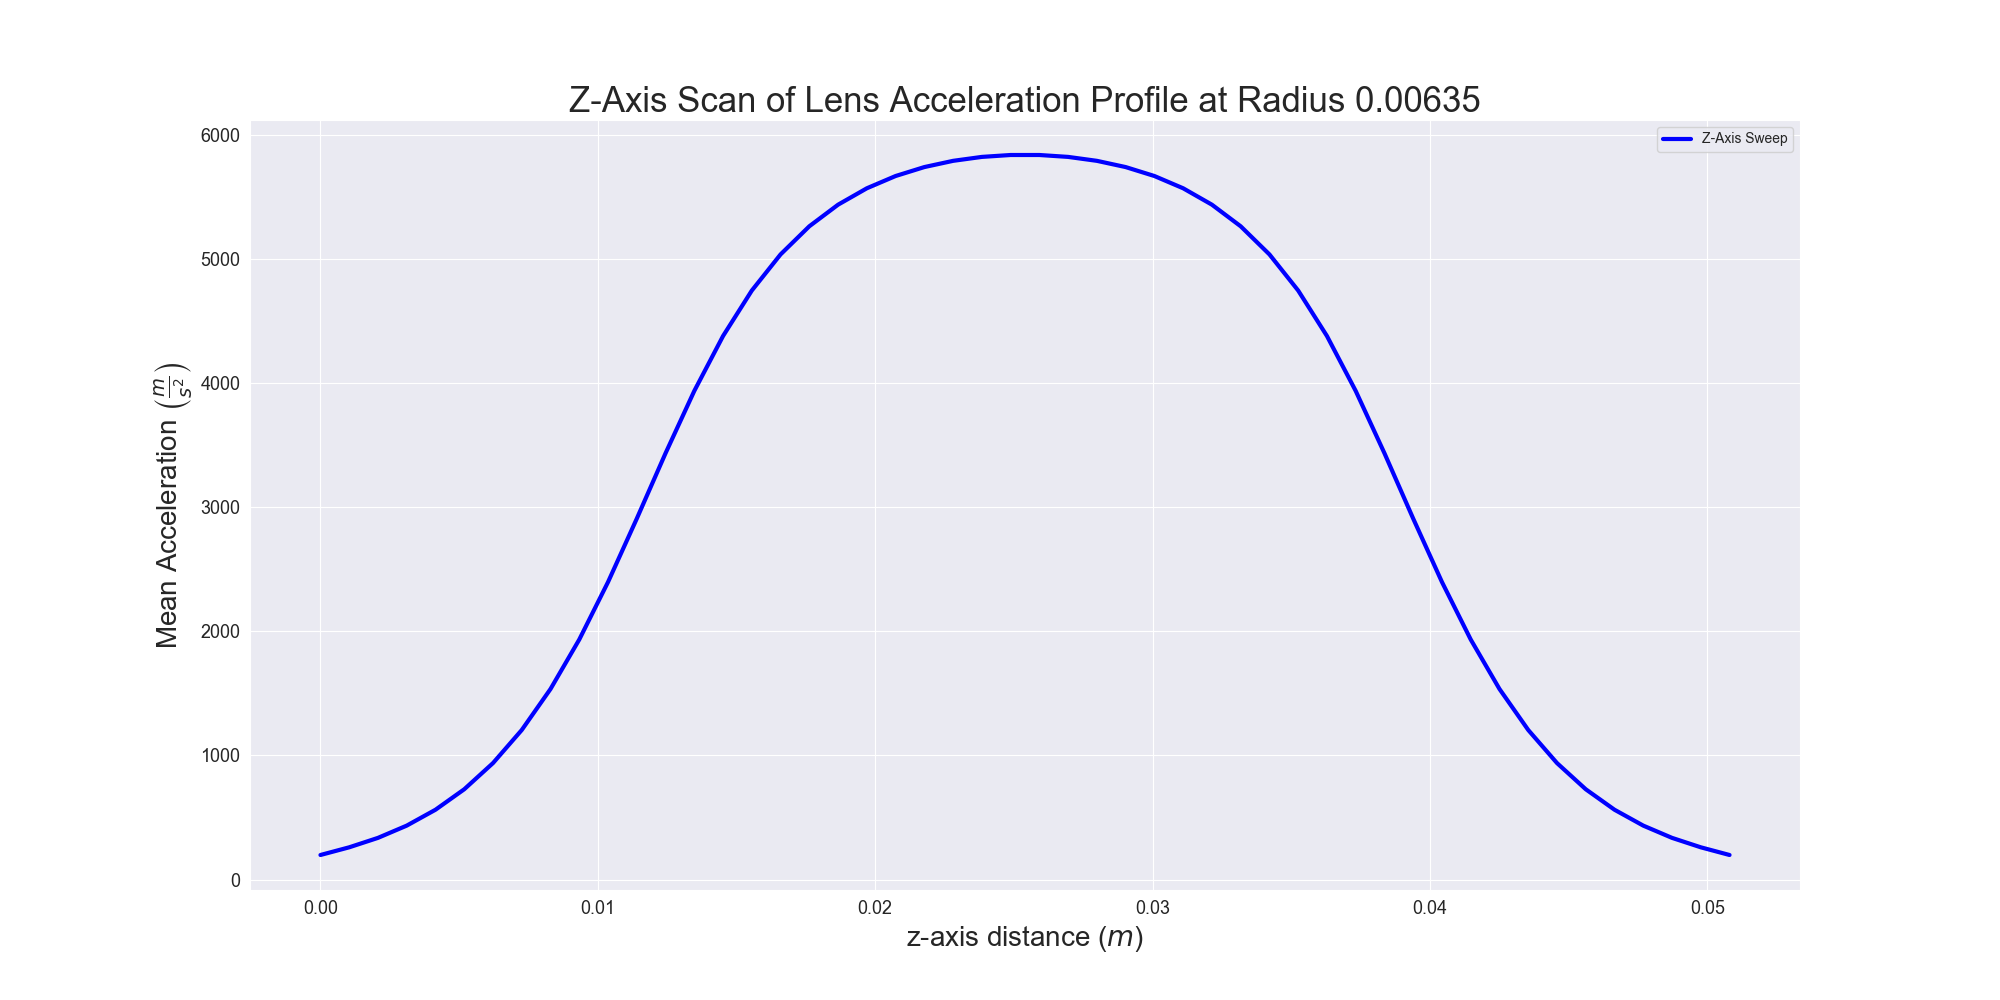 Z-Axis Scan of Lens Acceleration Profile at Radius 0.00635
Z-Axis Sweep
6000
5000
4000
3000
2000
1000
0
Mean Acceleration (m/s²)
0.00 0.01 0.02 0.03 0.04 0.05
z-axis distance (m)